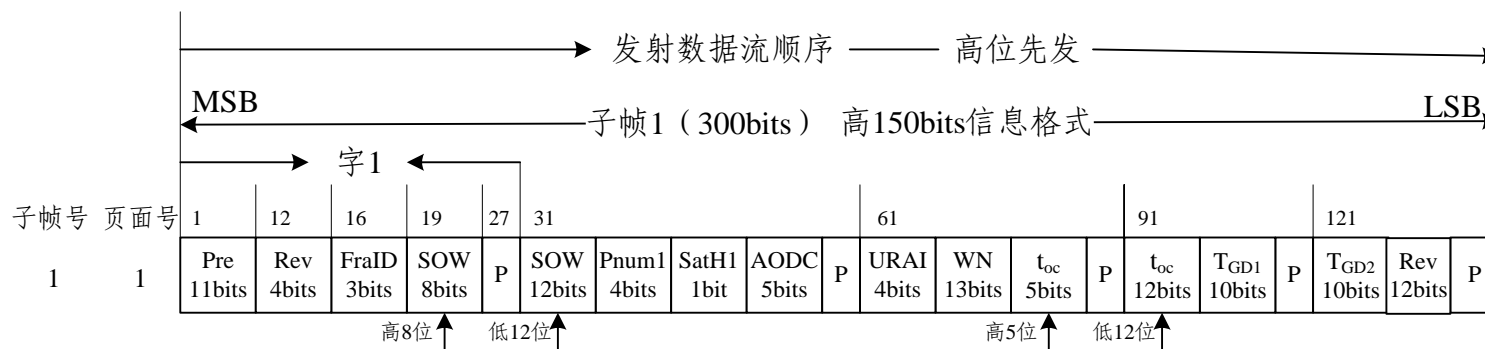 发射数据流顺序 高位先发
MSB LSB
子帧1（300bits） 高150bits信息格式
字1
子帧号 页面号 1 12 16 19 27 31 61 91 121
1 1 Pre Rev FraID SOW P SOW Pnum1 SatH1 AODC P URAI WN toc P toc TGD1 P TGD2 Rev P
11bits 4bits 3bits 8bits 12bits 4bits 1bit 5bits 4bits 13bits 5bits 12bits 10bits 10bits 12bits
高8位 低12位 高5位 低12位